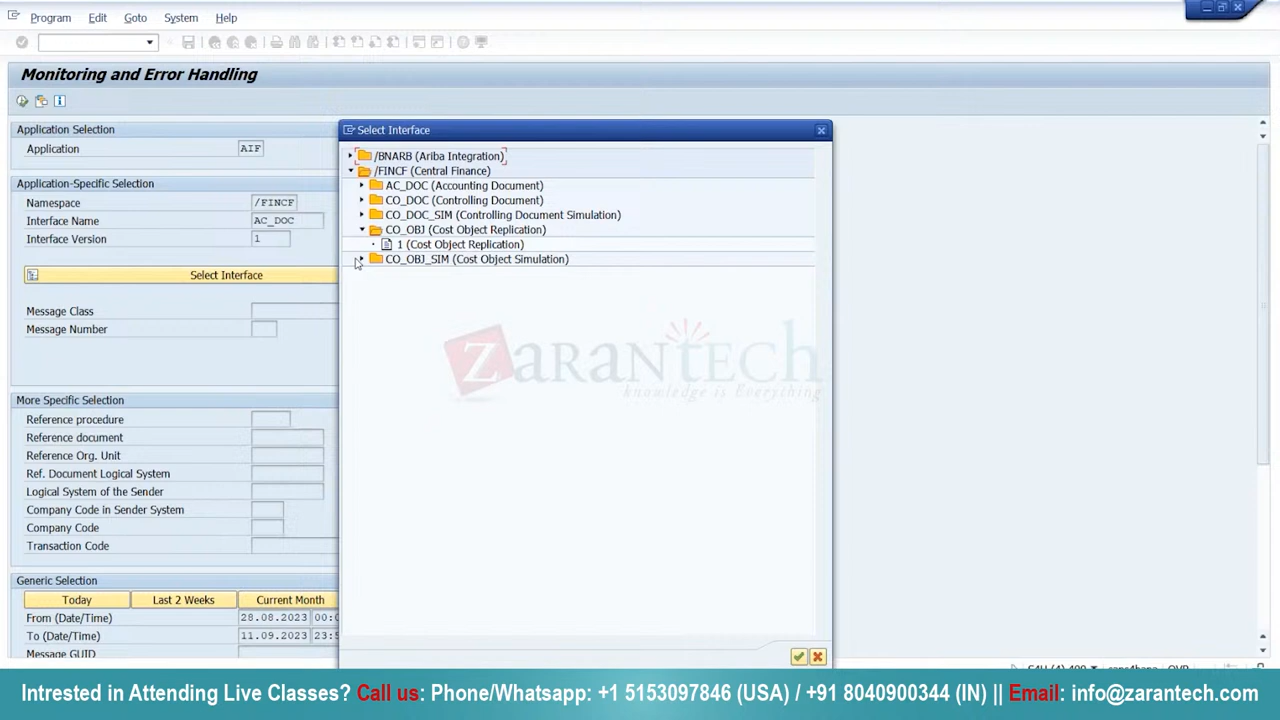 Program Edit Goto System Help
Monitoring and Error Handling
Application Selection
Application AIF
Application-Specific Selection
Namespace /FINCF
Interface Name AC_DOC
Interface Version 1
Select Interface
Message Class
Message Number
More Specific Selection
Reference procedure
Reference document
Reference Org. Unit
Ref. Document Logical System
Logical System of the Sender
Company Code in Sender System
Company Code
Transaction Code
Generic Selection
Today Last 2 Weeks Current Month
From (Date/Time) 28.08.2023
To (Date/Time) 11.09.2023
Message GUID
Select Interface
/BNARB (Ariba Integration)
/FINCF (Central Finance)
AC_DOC (Accounting Document)
CO_DOC (Controlling Document)
CO_DOC_SIM (Controlling Document Simulation)
CO_OBJ (Cost Object Replication)
1 (Cost Object Replication)
CO_OBJ_SIM (Cost Object Simulation)
ZARANTECH
knowledge is Everything
Intrested in Attending Live Classes? Call us: Phone/Whatsapp: +1 5153097846 (USA) / +91 8040900344 (IN) || Email: info@zarantech.com